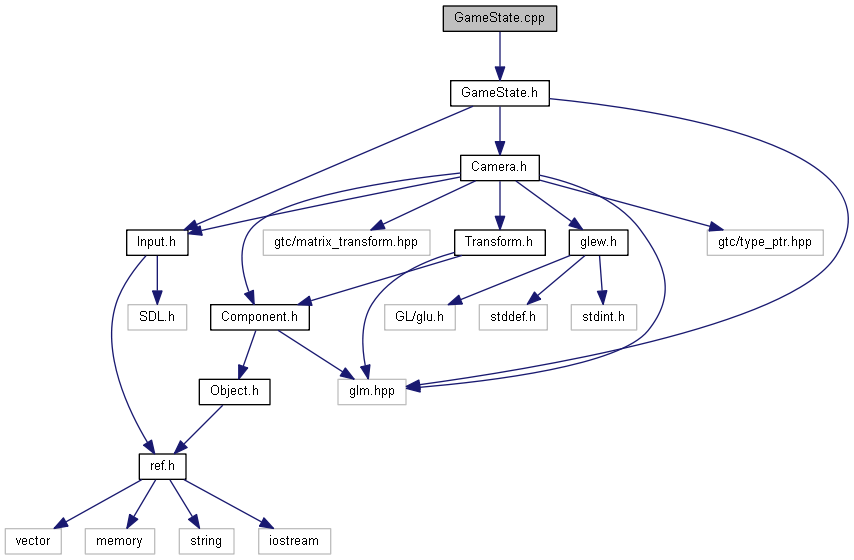 GameState.cpp
GameState.h
Camera.h
Input.h
gtc/matrix_transform.hpp
Transform.h
glew.h
gtc/type_ptr.hpp
SDL.h
Component.h
GL/glu.h
stddef.h
stdint.h
Object.h
glm.hpp
ref.h
vector
memory
string
iostream